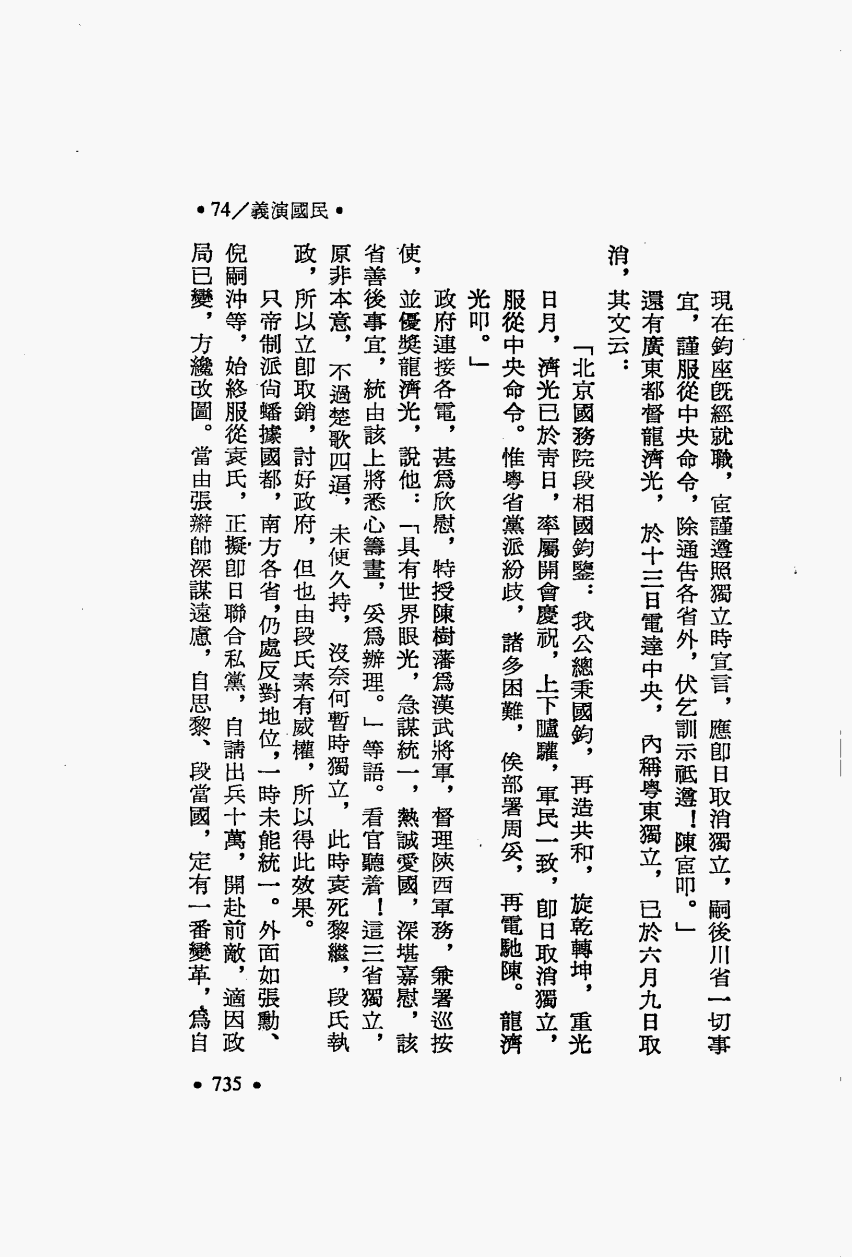 •74／義演國民•
現在鈞座旣經就職，宧謹遵照獨立時宣言，應卽日取消獨立，嗣後川省一切事
宜，謹服從中央命令，除通告各省外，伏乞訓示祗遵！陳宧叩。」
還有廣東都督龍濟光，於十三日電達中央，內稱粵東獨立，已於六月九日取
消，其文云：
「北京國務院段相國鈞鑒：我公總秉國鈞，再造共和，旋乾轉坤，重光
日月，濟光已於靑日，率屬開會慶祝，上下臚驩，軍民一致，卽日取消獨立，
服從中央命令。惟粵省黨派紛歧，諸多困難，俟部署周妥，再電馳陳。龍濟
光叩。」
政府連接各電，甚爲欣慰，特授陳樹藩爲漢武將軍，督理陝西軍務，兼署巡按
使，並優奬龍濟光，說他：「具有世界眼光，急謀統一，熱誠愛國，深堪嘉慰，該
省善後事宜，統由該上將悉心籌畫，妥爲辦理。」等語。看官聽着！這三省獨立，
原非本意，不過楚歌四逼，未便久持，沒奈何暫時獨立，此時袁死黎繼，段氏執
政，所以立卽取銷，討好政府，但也由段氏素有威權，所以得此效果。
只帝制派尙蟠據國都，南方各省，仍處反對地位，一時未能統一。外面如張勳、
倪嗣沖等，始終服從袁氏，正擬卽日聯合私黨，自請出兵十萬，開赴前敵，適因政
局已變，方纔改圖。當由張辮帥深謀遠慮，自思黎、段當國，定有一番變革，爲自
•735•